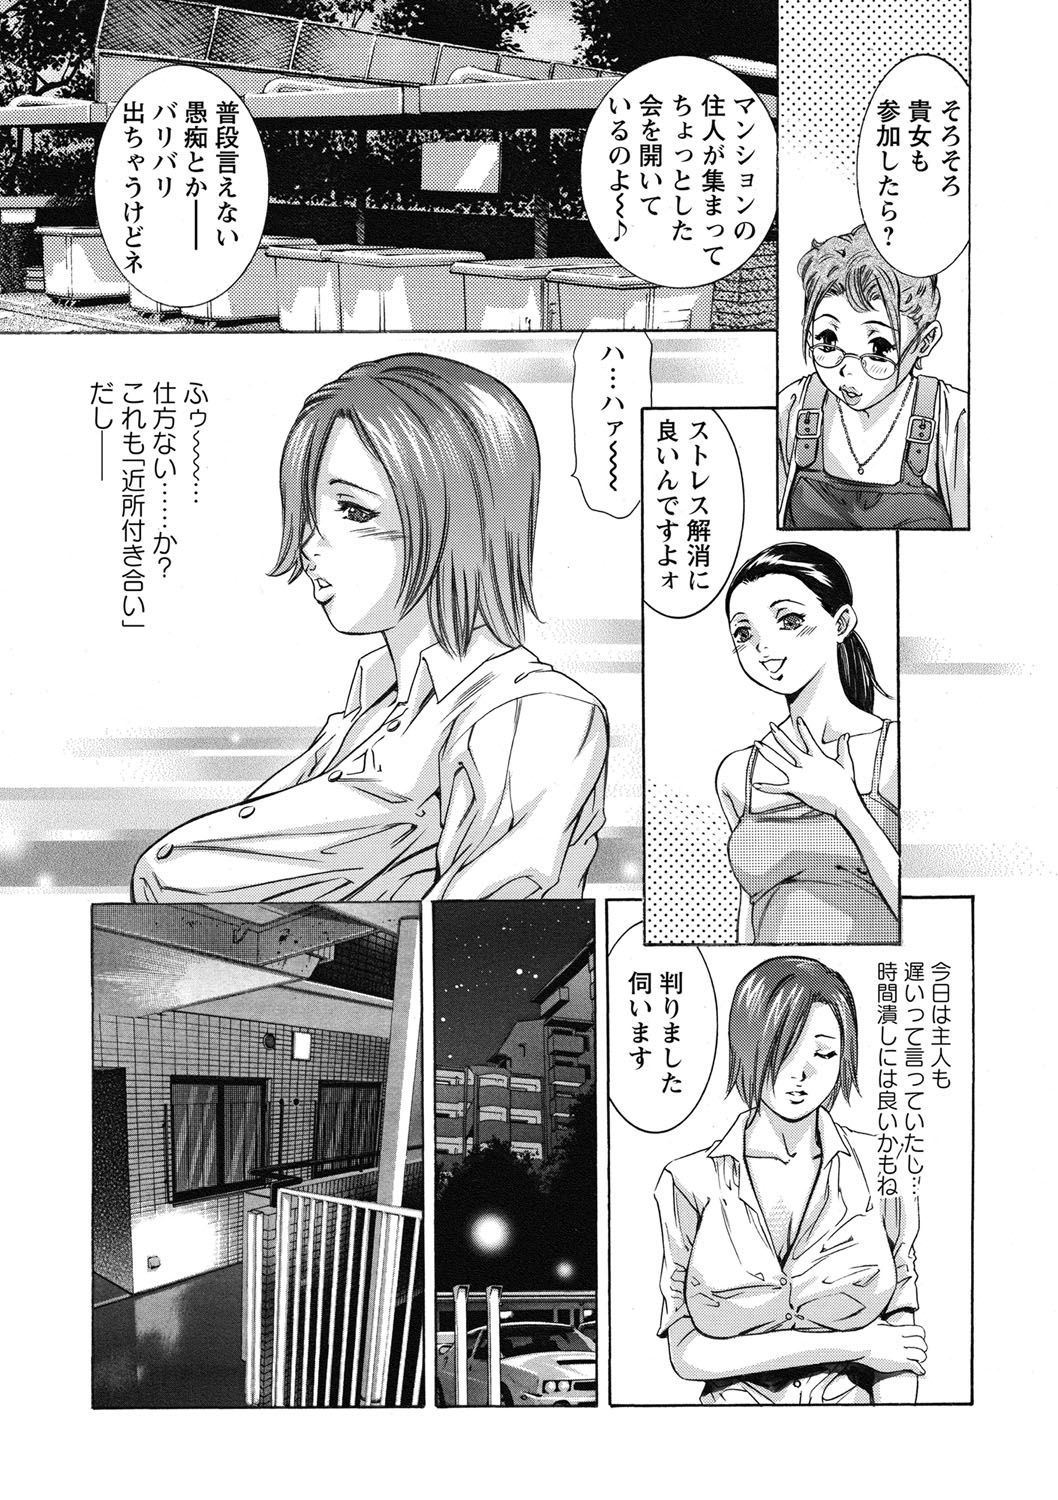 そろそろ
貴女も
参加したら?
マンションの
住人が集まって
ちょっとした
会を開いて
いるのよ〜♪
普段言えない
愚痴とか──
バリバリ
出ちゃうけどネ
ハ…ハァ〜〜
ストレス解消に
良いんですよォ
ふゥ〜〜〜…
仕方ない……か?
これも「近所付き合い」
だし──
今日は主人も
遅いって言っていたし…
時間潰しには良いかもね
判りました
伺います